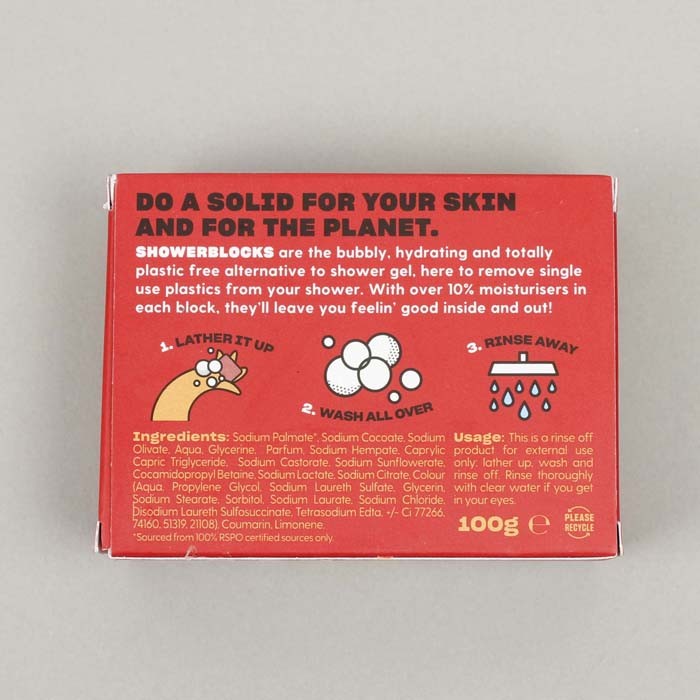 DO A SOLID FOR YOUR SKIN
AND FOR THE PLANET.
SHOWERBLOCKS are the bubbly, hydrating and totally
plastic free alternative to shower gel, here to remove single
use plastics from your shower. With over 10% moisturisers in
each block, they'll leave you feelin' good inside and out!
1. LATHER IT UP
2. WASH ALL OVER
3. RINSE AWAY
Ingredients: Sodium Palmate*, Sodium Cocoate, Sodium
Olivate, Aqua, Glycerine, Parfum, Sodium Hempate, Caprylic
Capric Triglyceride, Sodium Castorate, Sodium Sunflowerate,
Cocamidopropyl Betaine, Sodium Lactate, Sodium Citrate, Colour
(Aqua, Propylene Glycol, Sodium Laureth Sulfate, Glycerin,
Sodium Stearate, Sorbitol, Sodium Laurate, Sodium Chloride,
Disodium Laureth Sulfosuccinate, Tetrasodium Edta, +/- Ci 77266,
74160, 51319, 21108). Coumarin, Limonene.
*Sourced from 100% RSPO certified sources only.
Usage: This is a rinse off
product for external use
only: lather up, wash and
rinse off. Rinse thoroughly
with clear water if you get
in your eyes.
100g ℮
PLEASE
RECYCLE